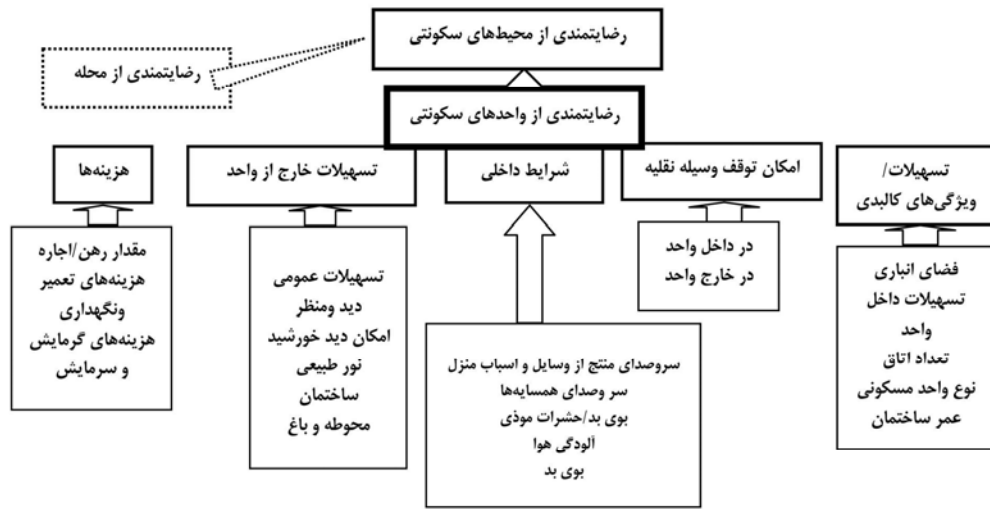 رضایتمندی از محیط‌های سکونتی
رضایتمندی از محله
رضایتمندی از واحدهای سکونتی
تسهیلات/
ویژگی‌های کالبدی
امکان توقف وسیله نقلیه
شرایط داخلی
تسهیلات خارج از واحد
هزینه‌ها
فضای انباری
تسهیلات داخل
واحد
تعداد اتاق
نوع واحد مسکونی
عمر ساختمان
در داخل واحد
در خارج واحد
سروصدای منتج از وسایل و اسباب منزل
سر وصدای همسایه‌ها
بوی بد/حشرات موذی
آلودگی هوا
بوی بد
تسهیلات عمومی
دید ومنظر
امکان دید خورشید
نور طبیعی
ساختمان
محوطه و باغ
مقدار رهن/اجاره
هزینه‌های تعمیر
ونگهداری
هزینه‌های گرمایش
و سرمایش